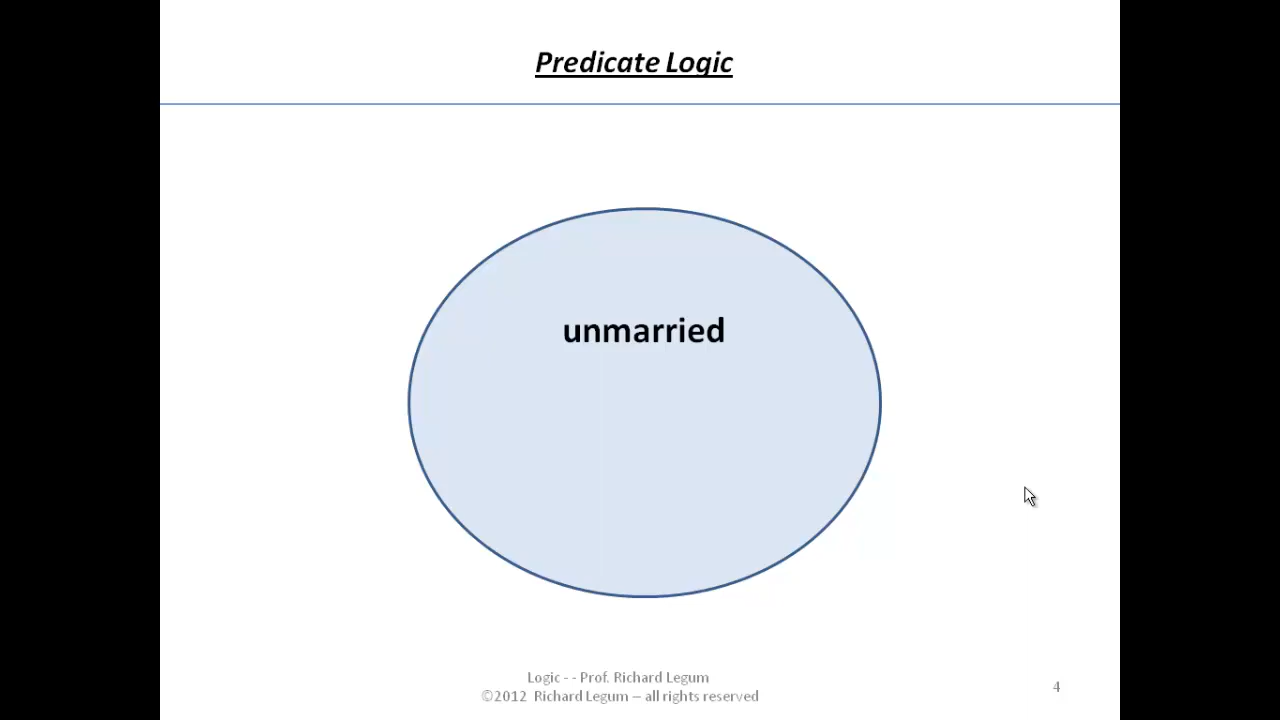 Predicate Logic
unmarried
Logic - - Prof. Richard Legum
©2012 Richard Legum – all rights reserved
4